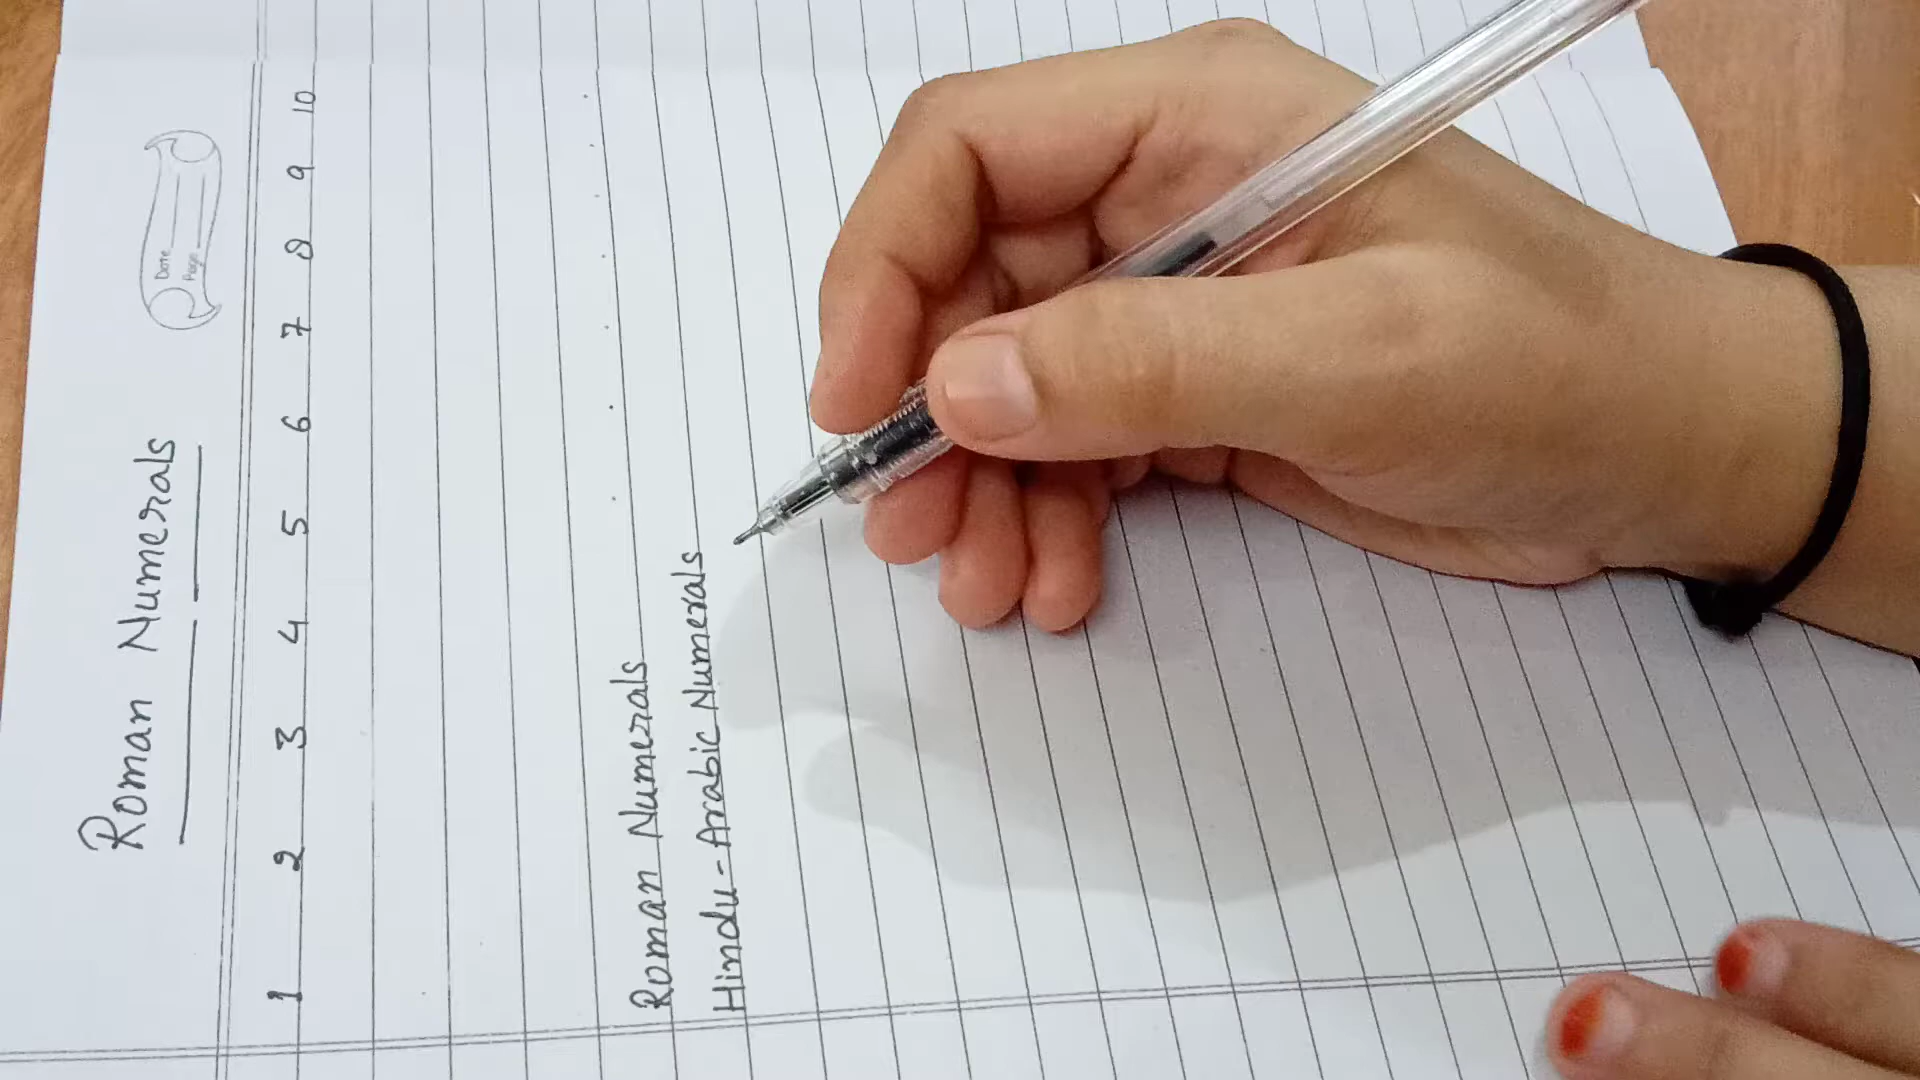 Date
Page
Roman Numerals
1 2 3 4 5 6 7 8 9 10
Roman Numerals
Hindu-Arabic Numerals